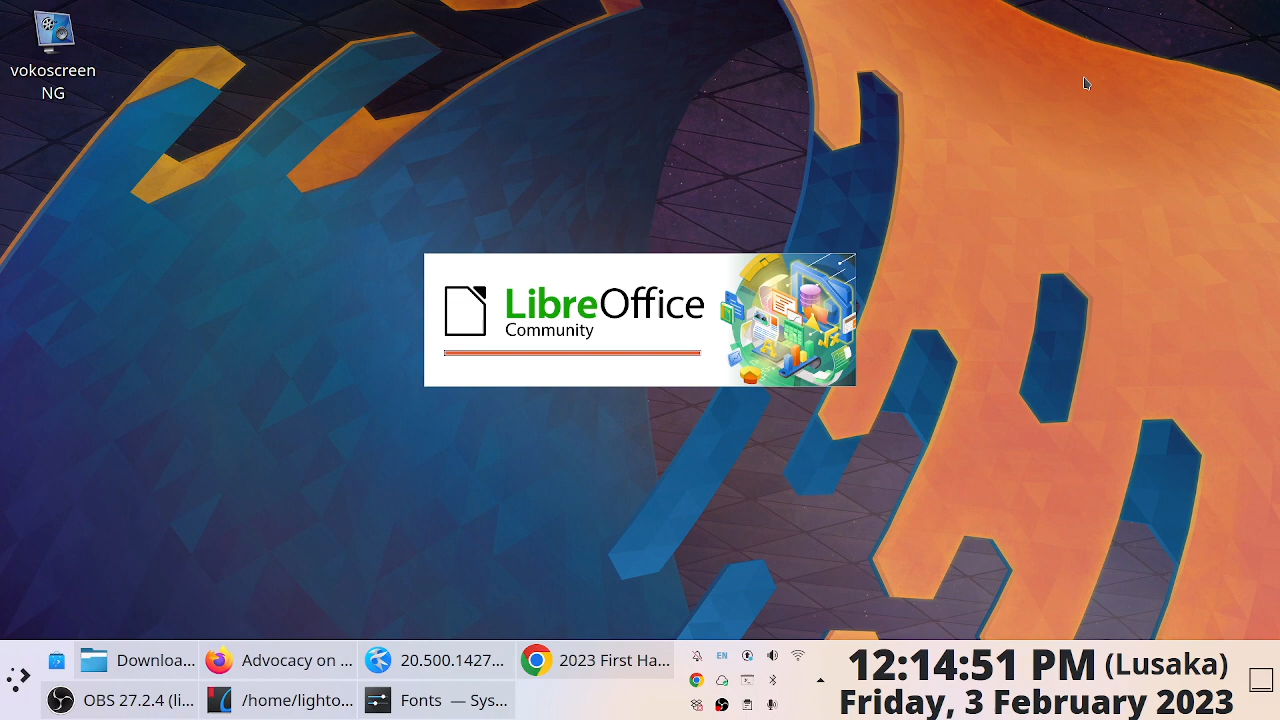 vokoscreen
NG
LibreOffice
Community
Downloa...
Advocacy on ...
20.500.1427...
2023 First Ha...
EN
OBS 27.2.4 (li...
/home/lighto...
Fonts — Sys...
12:14:51 PM (Lusaka)
Friday, 3 February 2023